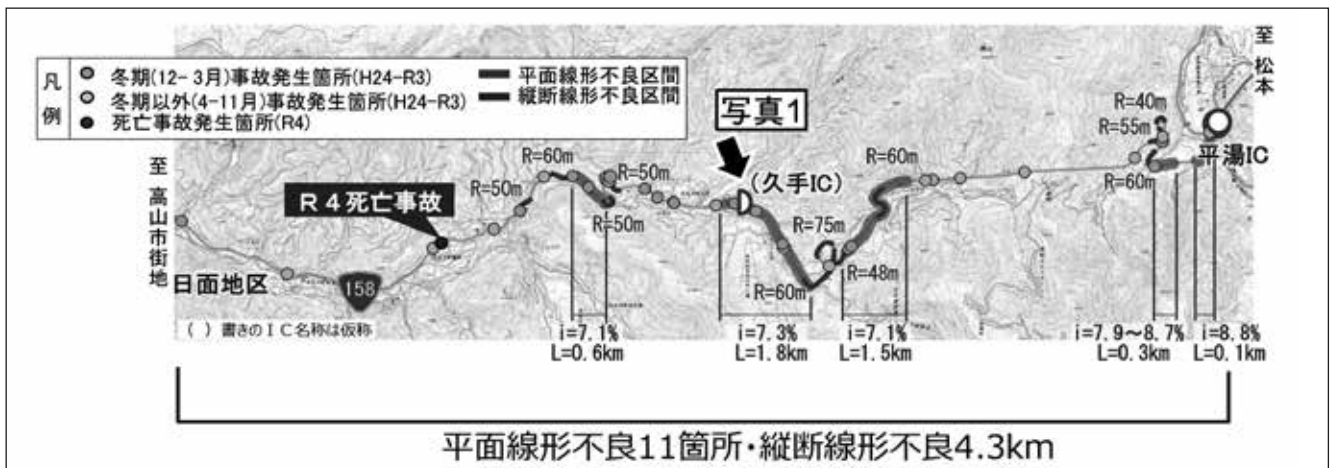 凡例
冬期(12-3月)事故発生箇所(H24-R3)
冬期以外(4-11月)事故発生箇所(H24-R3)
死亡事故発生箇所(R4)
平面線形不良区間
縦断線形不良区間
至 松本
至 高山市街地
写真1
R=40m
R=55m
平湯IC
R=60m
R=60m
(久手IC)
R=60m
R=50m
R=50m
R=50m
R4死亡事故
R=75m
R=48m
R=60m
日面地区
158
( )書きのIC名称は仮称
i=7.1%
L=0.6km
i=7.3%
L=1.8km
i=7.1%
L=1.5km
i=7.9~8.7%
L=0.3km
i=8.8%
L=0.1km
平面線形不良11箇所・縦断線形不良4.3km